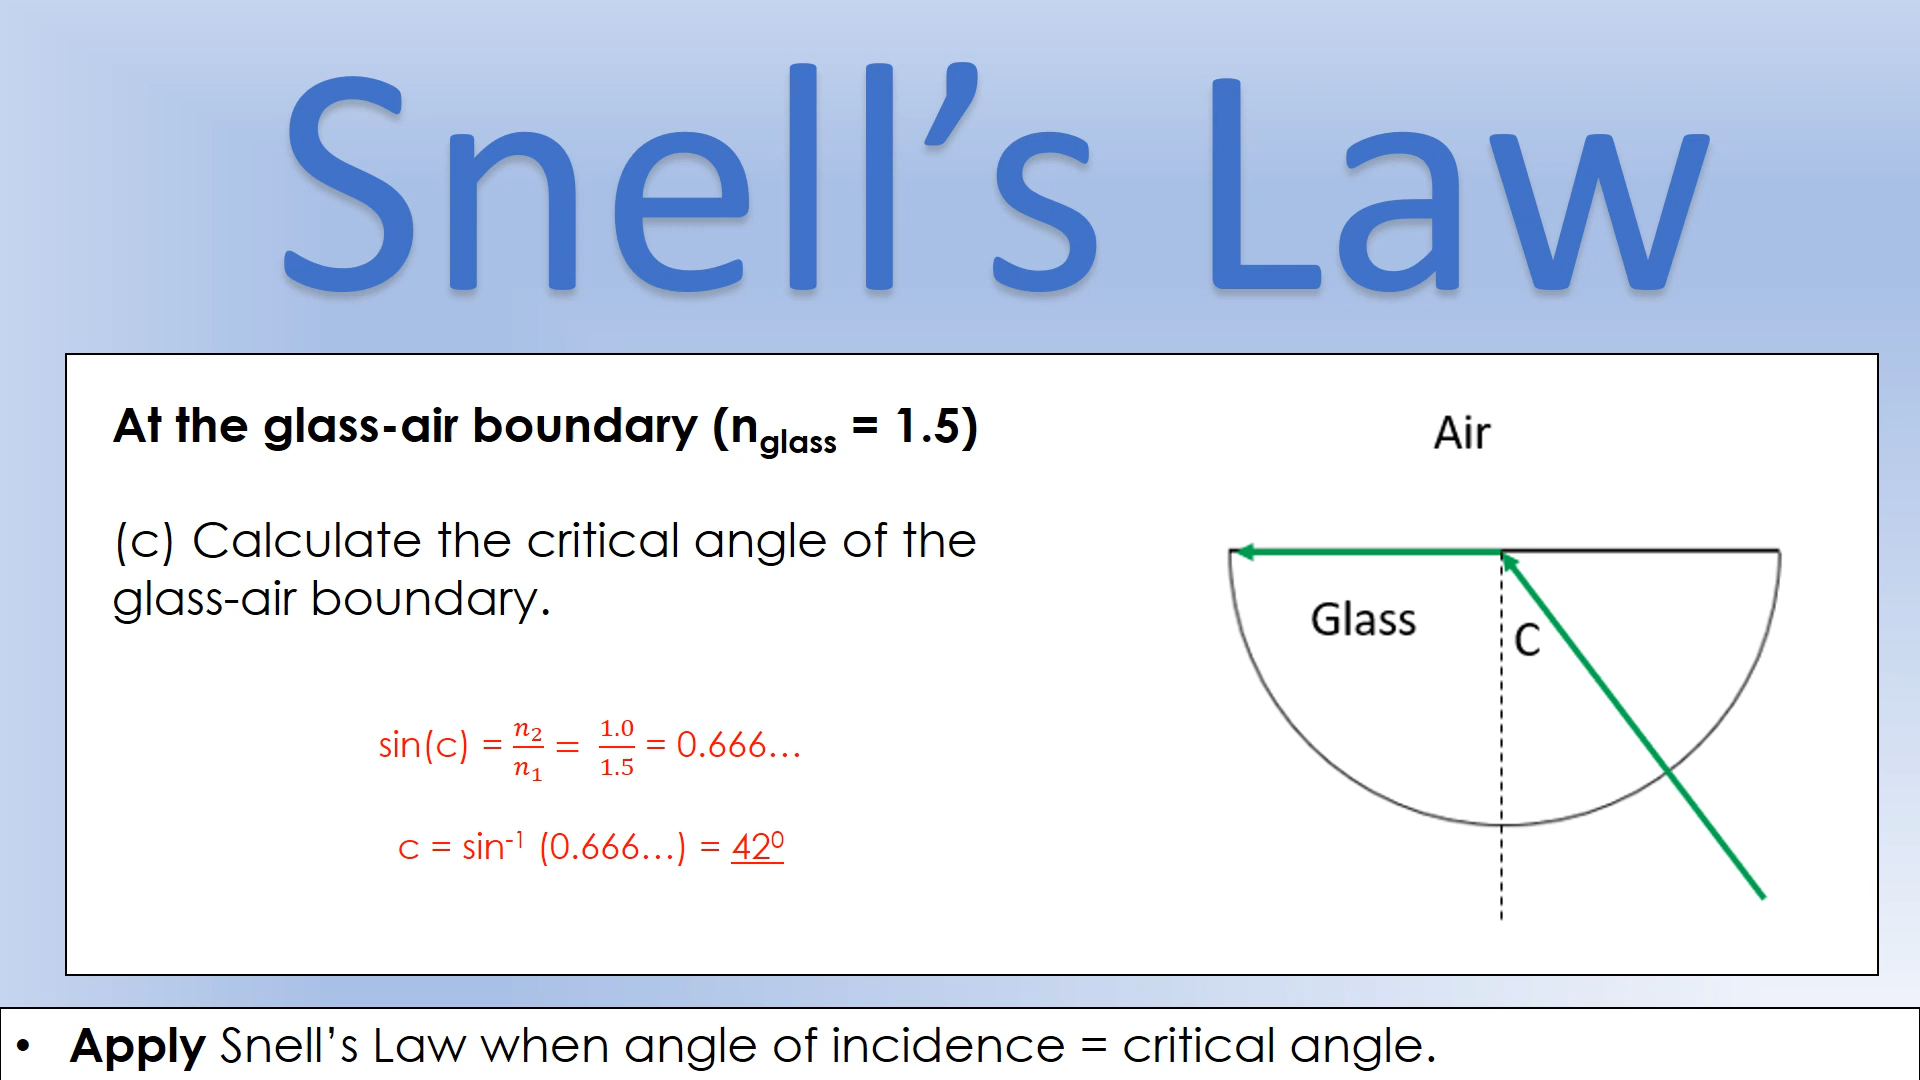 Snell’s Law
At the glass-air boundary (nglass = 1.5)
(c) Calculate the critical angle of the
glass-air boundary.
sin(c) = n₂/n₁ = 1.0/1.5 = 0.666…
c = sin⁻¹ (0.666…) = 42⁰
Air
Glass
C
• Apply Snell’s Law when angle of incidence = critical angle.